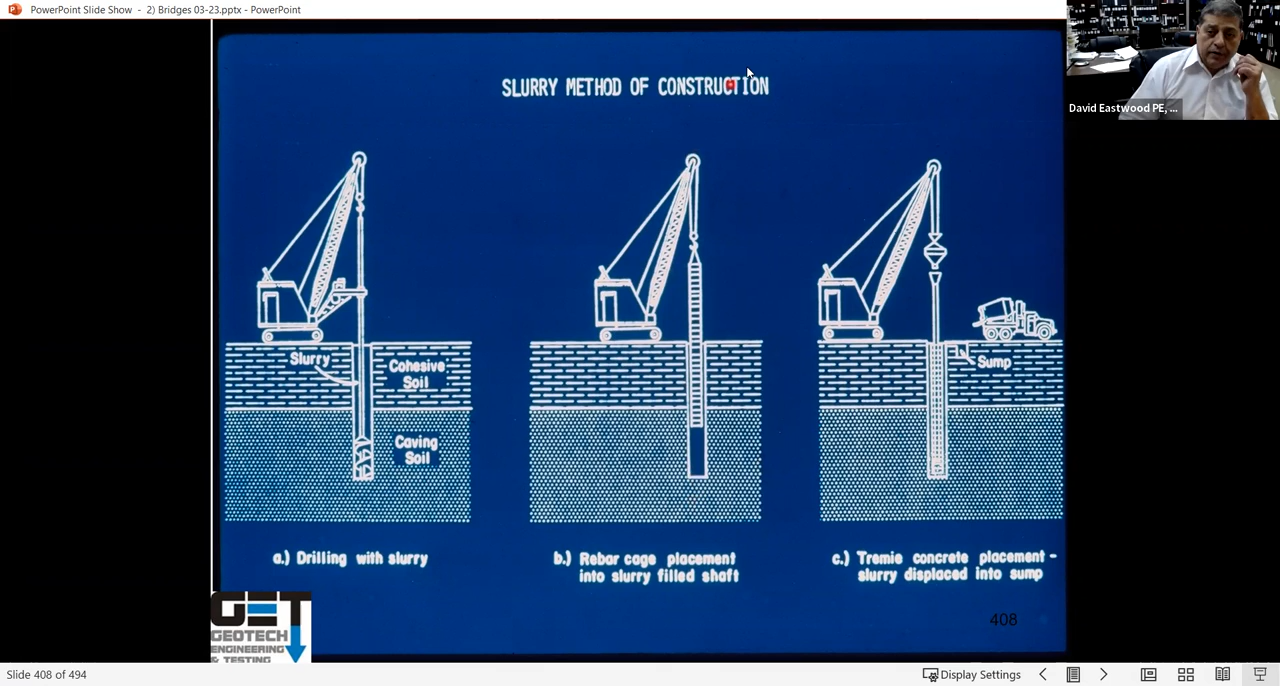 PowerPoint Slide Show - 2) Bridges 03-23.pptx - PowerPoint
David Eastwood PE, ...
SLURRY METHOD OF CONSTRUCTION
Slurry
Cohesive
Soil
Caving
Soil
Sump
a.) Drilling with slurry
b.) Rebar cage placement
into slurry filled shaft
c.) Tremie concrete placement -
slurry displaced into sump
408
GET
GEOTECH
ENGINEERING
& TESTING
Slide 408 of 494
Display Settings